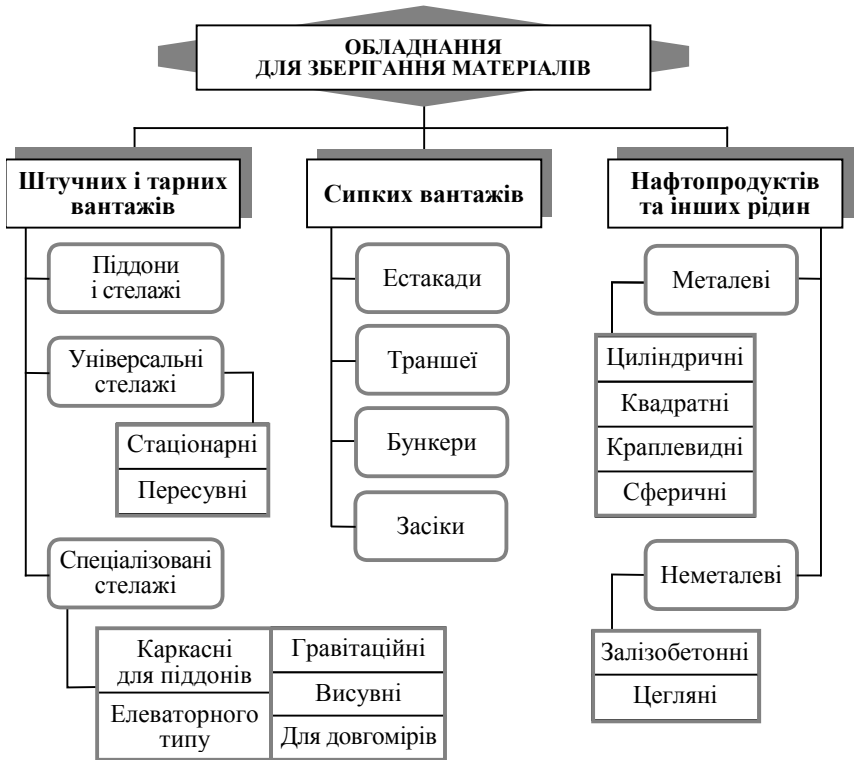 ОБЛАДНАННЯ
ДЛЯ ЗБЕРІГАННЯ МАТЕРІАЛІВ
Штучних і тарних
вантажів
Піддони
і стелажі
Універсальні
стелажі
Стаціонарні
Пересувні
Спеціалізовані
стелажі
Каркасні
для піддонів
Елеваторного
типу
Гравітаційні
Висувні
Для довгомірів
Сипких вантажів
Естакади
Траншеї
Бункери
Засіки
Нафтопродуктів
та інших рідин
Металеві
Циліндричні
Квадратні
Краплевидні
Сферичні
Неметалеві
Залізобетонні
Цегляні